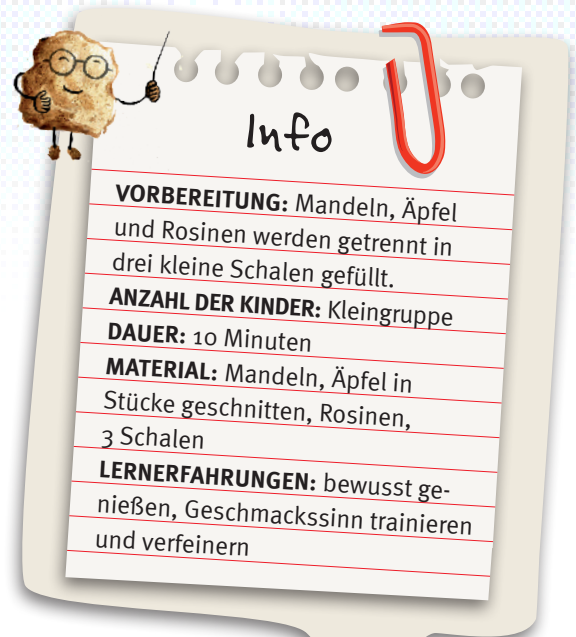 Info
VORBEREITUNG: Mandeln, Äpfel
und Rosinen werden getrennt in
drei kleine Schalen gefüllt.
ANZAHL DER KINDER: Kleingruppe
DAUER: 10 Minuten
MATERIAL: Mandeln, Äpfel in
Stücke geschnitten, Rosinen,
3 Schalen
LERNERFAHRUNGEN: bewusst ge-
nießen, Geschmackssinn trainieren
und verfeinern